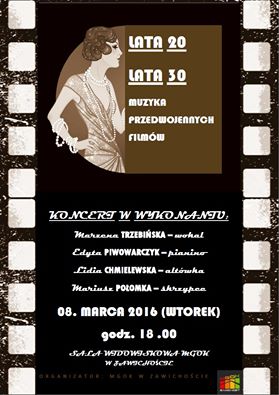 LATA 20
LATA 30
MUZYKA
PRZEDWOJENNYCH
FILMÓW
KONCERT W WYKONANIU:
Marzena TRZEBIŃSKA – wokal
Edyta PIWOWARCZYK – pianino
Lidia CHMIELEWSKA – altówka
Mariusz POŁOMKA – skrzypce
08. MARCA 2016 (WTOREK)
godz. 18 .00
SALA WIDOWISKOWA MGOK
W ZAWICHOŚCIE
ORGANIZATOR: MGOK W ZAWICHOŚCIE